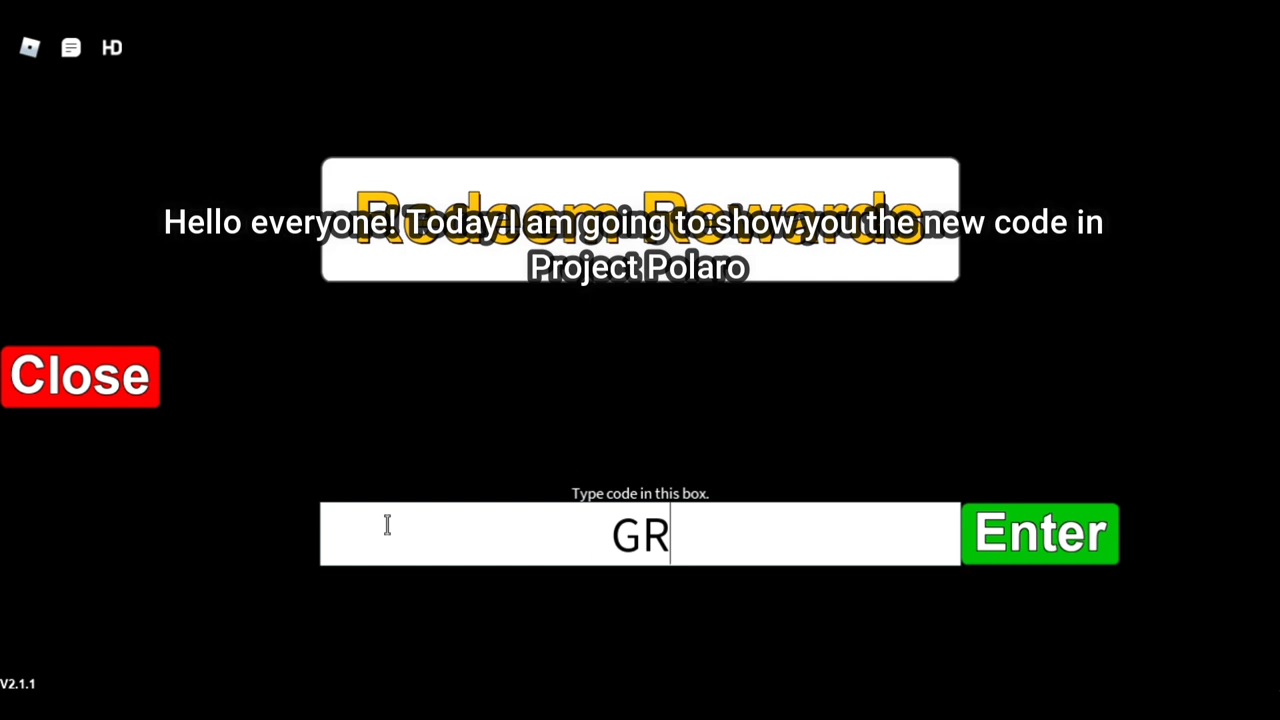 HD
Redeem Rewards
Hello everyone! Today I am going to show you the new code in
Project Polaro
Close
Type code in this box.
GR
Enter
V2.1.1